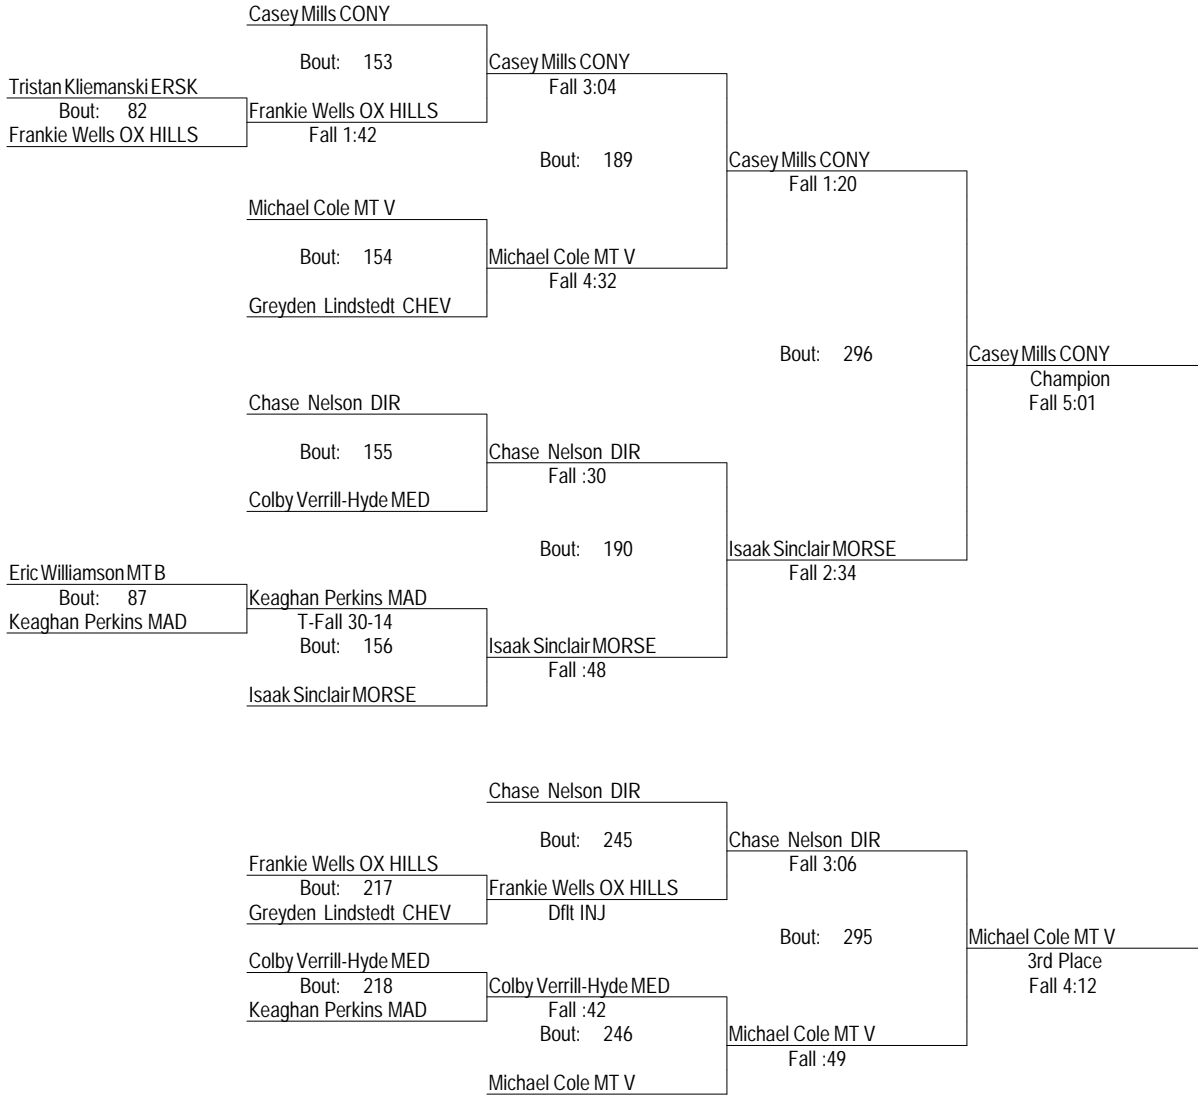 Casey Mills CONY
Bout: 153
Casey Mills CONY
Fall 3:04
Tristan Kliemanski ERSK
Bout: 82
Frankie Wells OX HILLS
Frankie Wells OX HILLS
Fall 1:42
Bout: 189
Casey Mills CONY
Fall 1:20
Michael Cole MT V
Bout: 154
Michael Cole MT V
Fall 4:32
Greyden Lindstedt CHEV
Bout: 296
Casey Mills CONY
Champion
Fall 5:01
Chase Nelson DIR
Bout: 155
Chase Nelson DIR
Fall :30
Colby Verrill-Hyde MED
Bout: 190
Isaak Sinclair MORSE
Fall 2:34
Eric Williamson MT B
Bout: 87
Keaghan Perkins MAD
Keaghan Perkins MAD
T-Fall 30-14
Bout: 156
Isaak Sinclair MORSE
Fall :48
Isaak Sinclair MORSE
Chase Nelson DIR
Bout: 245
Chase Nelson DIR
Fall 3:06
Frankie Wells OX HILLS
Bout: 217
Greyden Lindstedt CHEV
Frankie Wells OX HILLS
Dflt INJ
Bout: 295
Michael Cole MT V
3rd Place
Fall 4:12
Colby Verrill-Hyde MED
Bout: 218
Keaghan Perkins MAD
Colby Verrill-Hyde MED
Fall :42
Bout: 246
Michael Cole MT V
Fall :49
Michael Cole MT V